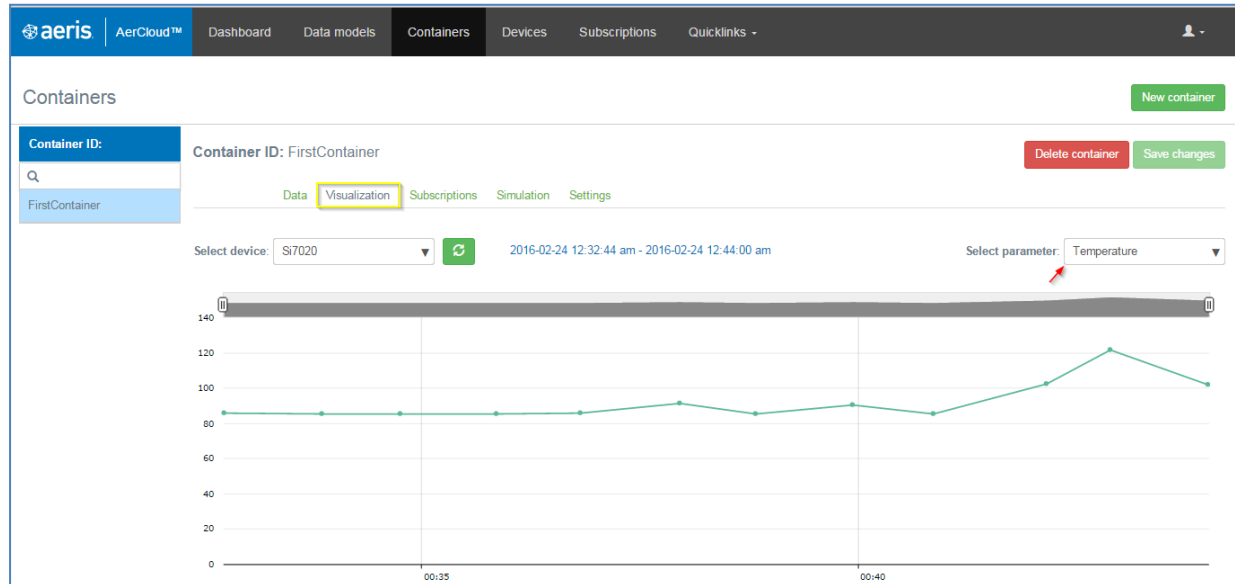 aeris AerCloud™ Dashboard Data models Containers Devices Subscriptions Quicklinks
Containers
New container
Container ID:
FirstContainer
Container ID: FirstContainer
Delete container
Save changes
Data Visualization Subscriptions Simulation Settings
Select device: Si7020
2016-02-24 12:32:44 am - 2016-02-24 12:44:00 am
Select parameter: Temperature
140
120
100
80
60
40
20
0
00:35 00:40